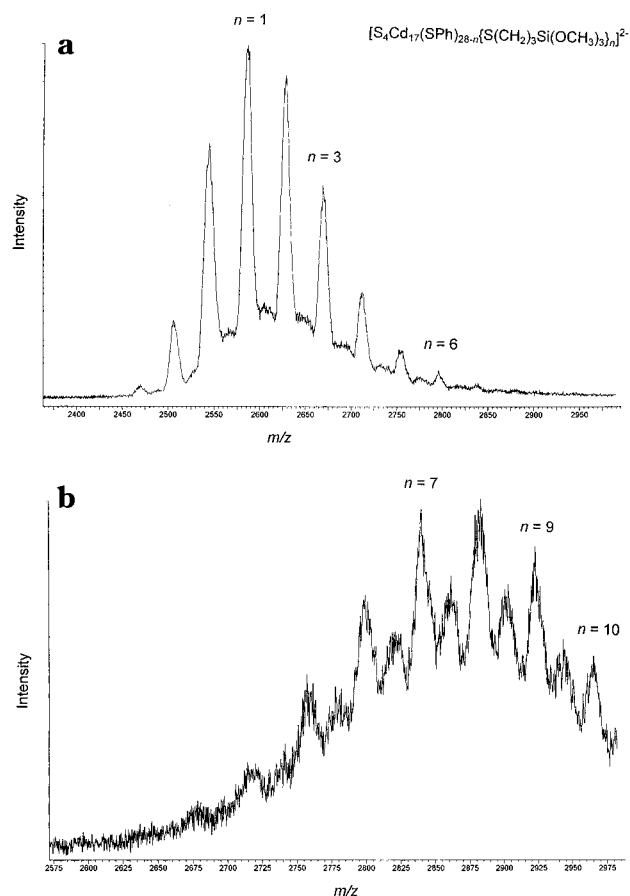 a
n = 1
[S₄Cd₁₇(SPh)₂₈₋ₙ{S(CH₂)₃Si(OCH₃)₃}ₙ]²⁻
n = 3
n = 6
Intensity
2400 2450 2500 2550 2600 2650 2700 2750 2800 2850 2900 2950
m/z
b
n = 7
n = 9
n = 10
Intensity
2575 2600 2625 2650 2675 2700 2725 2750 2775 2800 2825 2850 2875 2900 2925 2950 2975
m/z